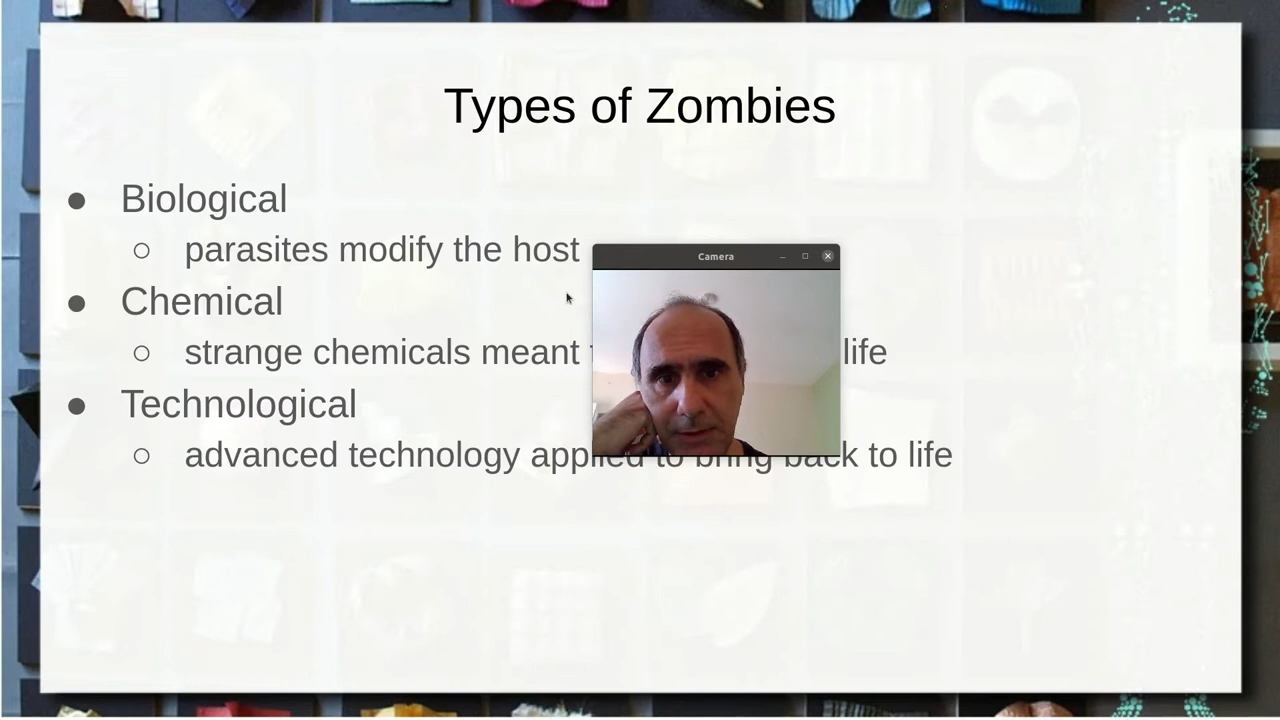 Types of Zombies
Biological
parasites modify the host
Camera
Chemical
strange chemicals meant life
Technological
advanced technology applied to bring back to life